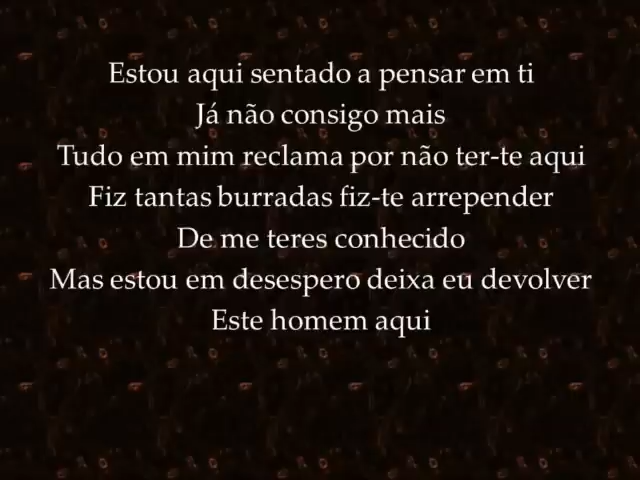 Estou aqui sentado a pensar em ti
Já não consigo mais
Tudo em mim reclama por não ter-te aqui
Fiz tantas burradas fiz-te arrepender
De me teres conhecido
Mas estou em desespero deixa eu devolver
Este homem aqui